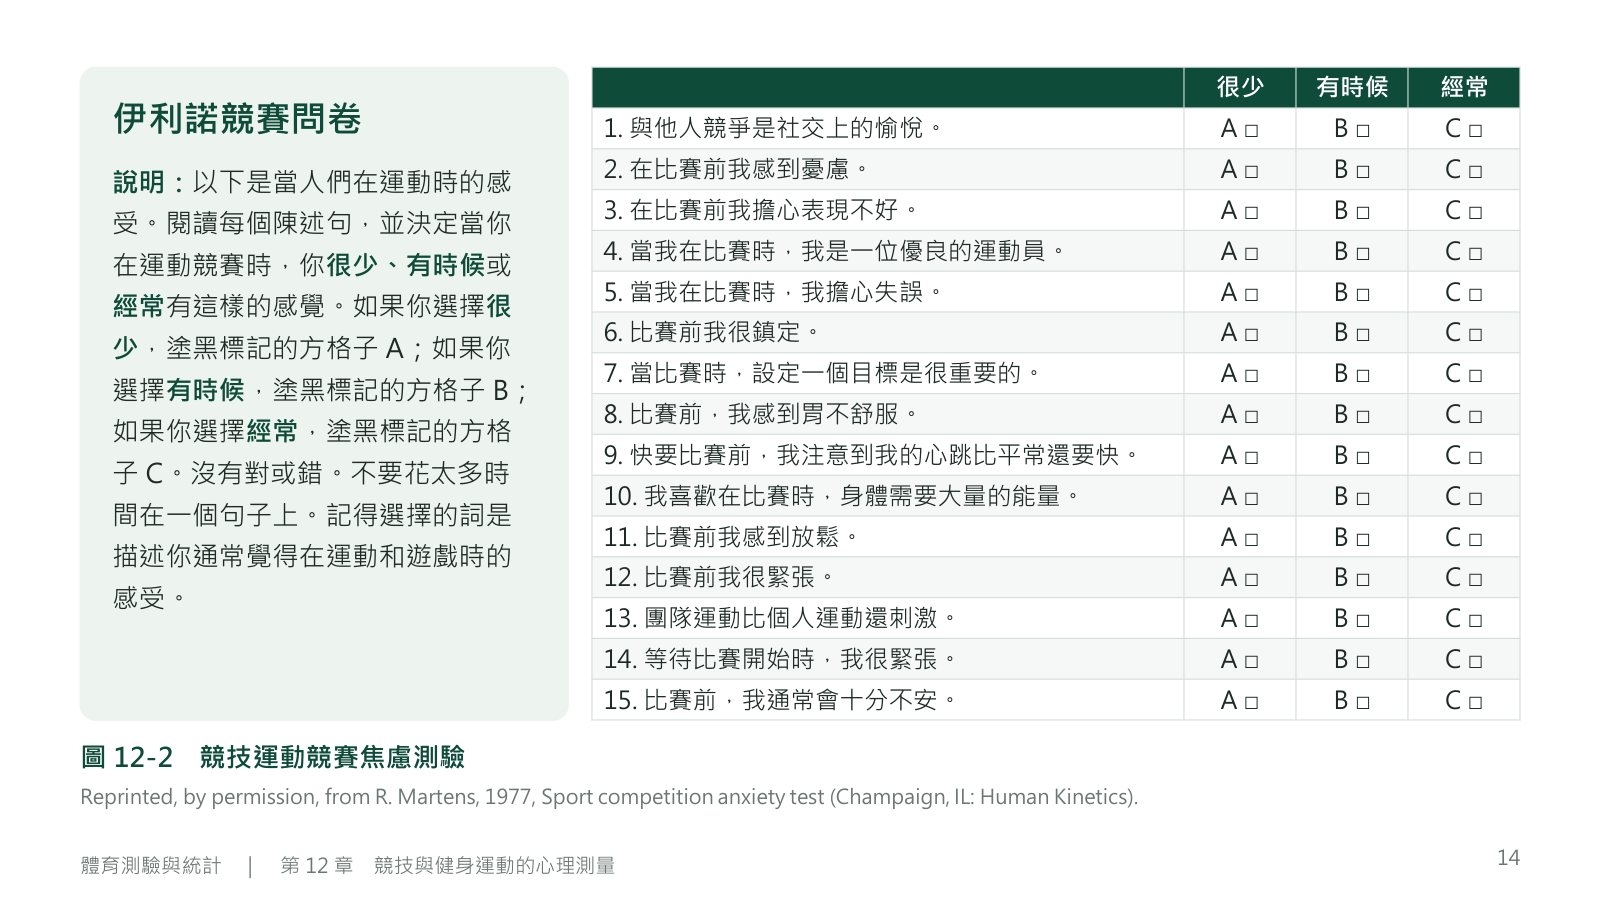 伊利諾競賽問卷
說明：以下是當人們在運動時的感
受。閱讀每個陳述句，並決定當你
在運動競賽時，你很少、有時候或
經常有這樣的感覺。如果你選擇很
少，塗黑標記的方格子 A；如果你
選擇有時候，塗黑標記的方格子 B；
如果你選擇經常，塗黑標記的方格
子 C。沒有對或錯。不要花太多時
間在一個句子上。記得選擇的詞是
描述你通常覺得在運動和遊戲時的
感受。
很少 有時候 經常
1. 與他人競爭是社交上的愉悅。 A □ B □ C □
2. 在比賽前我感到憂慮。 A □ B □ C □
3. 在比賽前我擔心表現不好。 A □ B □ C □
4. 當我在比賽時，我是一位優良的運動員。 A □ B □ C □
5. 當我在比賽時，我擔心失誤。 A □ B □ C □
6. 比賽前我很鎮定。 A □ B □ C □
7. 當比賽時，設定一個目標是很重要的。 A □ B □ C □
8. 比賽前，我感到胃不舒服。 A □ B □ C □
9. 快要比賽前，我注意到我的心跳比平常還要快。 A □ B □ C □
10. 我喜歡在比賽時，身體需要大量的能量。 A □ B □ C □
11. 比賽前我感到放鬆。 A □ B □ C □
12. 比賽前我很緊張。 A □ B □ C □
13. 團隊運動比個人運動還刺激。 A □ B □ C □
14. 等待比賽開始時，我很緊張。 A □ B □ C □
15. 比賽前，我通常會十分不安。 A □ B □ C □
圖 12-2　競技運動競賽焦慮測驗
Reprinted, by permission, from R. Martens, 1977, Sport competition anxiety test (Champaign, IL: Human Kinetics).
體育測驗與統計　|　第 12 章　競技與健身運動的心理測量
14